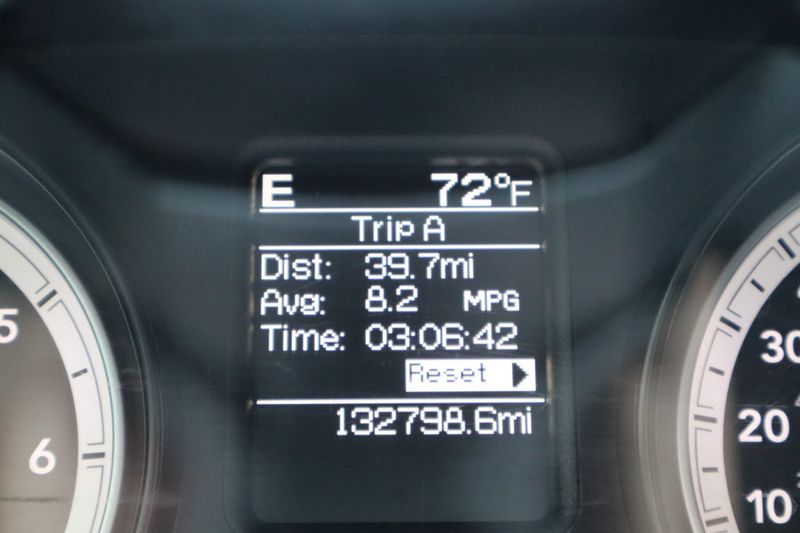 E 72°F
Trip A
Dist: 39.7mi
Avg: 8.2 MPG
Time: 03:06:42
Reset
132798.6mi
5
6
30
20
10